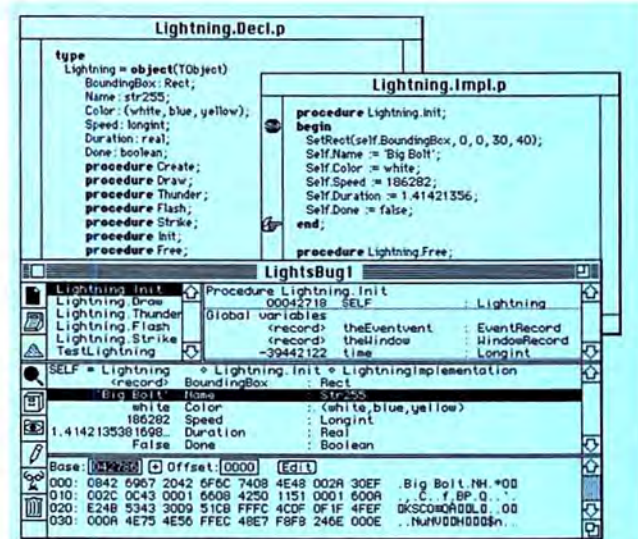 Lightning.Decl.p
type
Lightning = object(TObject)
BoundingBox: Rect;
Name: str255;
Color: (white, blue, yellow);
Speed: longint;
Duration: real;
Done: boolean;
procedure Create;
procedure Draw;
procedure Thunder;
procedure Flash;
procedure Strike;
procedure Init;
procedure Free;
Lightning.Impl.p
procedure Lightning.Init;
begin
SetRect(self.BoundingBox, 0, 0, 30, 40);
Self.Name := 'Big Bolt';
Self.Color := white;
Self.Speed := 186282;
Self.Duration := 1.41421356;
Self.Done := false;
end;
procedure Lightning.Free;
LightsBug1
Lightning.Init
Lightning.Draw
Lightning.Thunder
Lightning.Flash
Lightning.Strike
TestLightning
Procedure Lightning.Init
00042718 SELF : Lightning
Global variables
<record> theEventvent : EventRecord
<record> theWindow : WindowRecord
-39442122 time : Longint
SELF = Lightning ◊ Lightning.Init ◊ LightningImplementation
<record> BoundingBox : Rect
'Big Bolt' Name : Str255
white Color : (white,blue,yellow)
186282 Speed : Longint
1.4142135381698… Duration : Real
False Done : Boolean
Base: 042786 + Offset: 0000 (Edit)
000: 0842 6967 2042 6F6C 7408 4E48 002A 30EF .Big Bolt.NH.*0
010: 002C 0C43 0001 6608 4250 1151 0001 600A .,.C..f.BP.Q..`.
020: E24B 5343 3009 51CB FFFC 4CDF 0F1F 4FEF
030: 000A 4E75 4E56 FFEC 48E7 F8F8 246E 000E